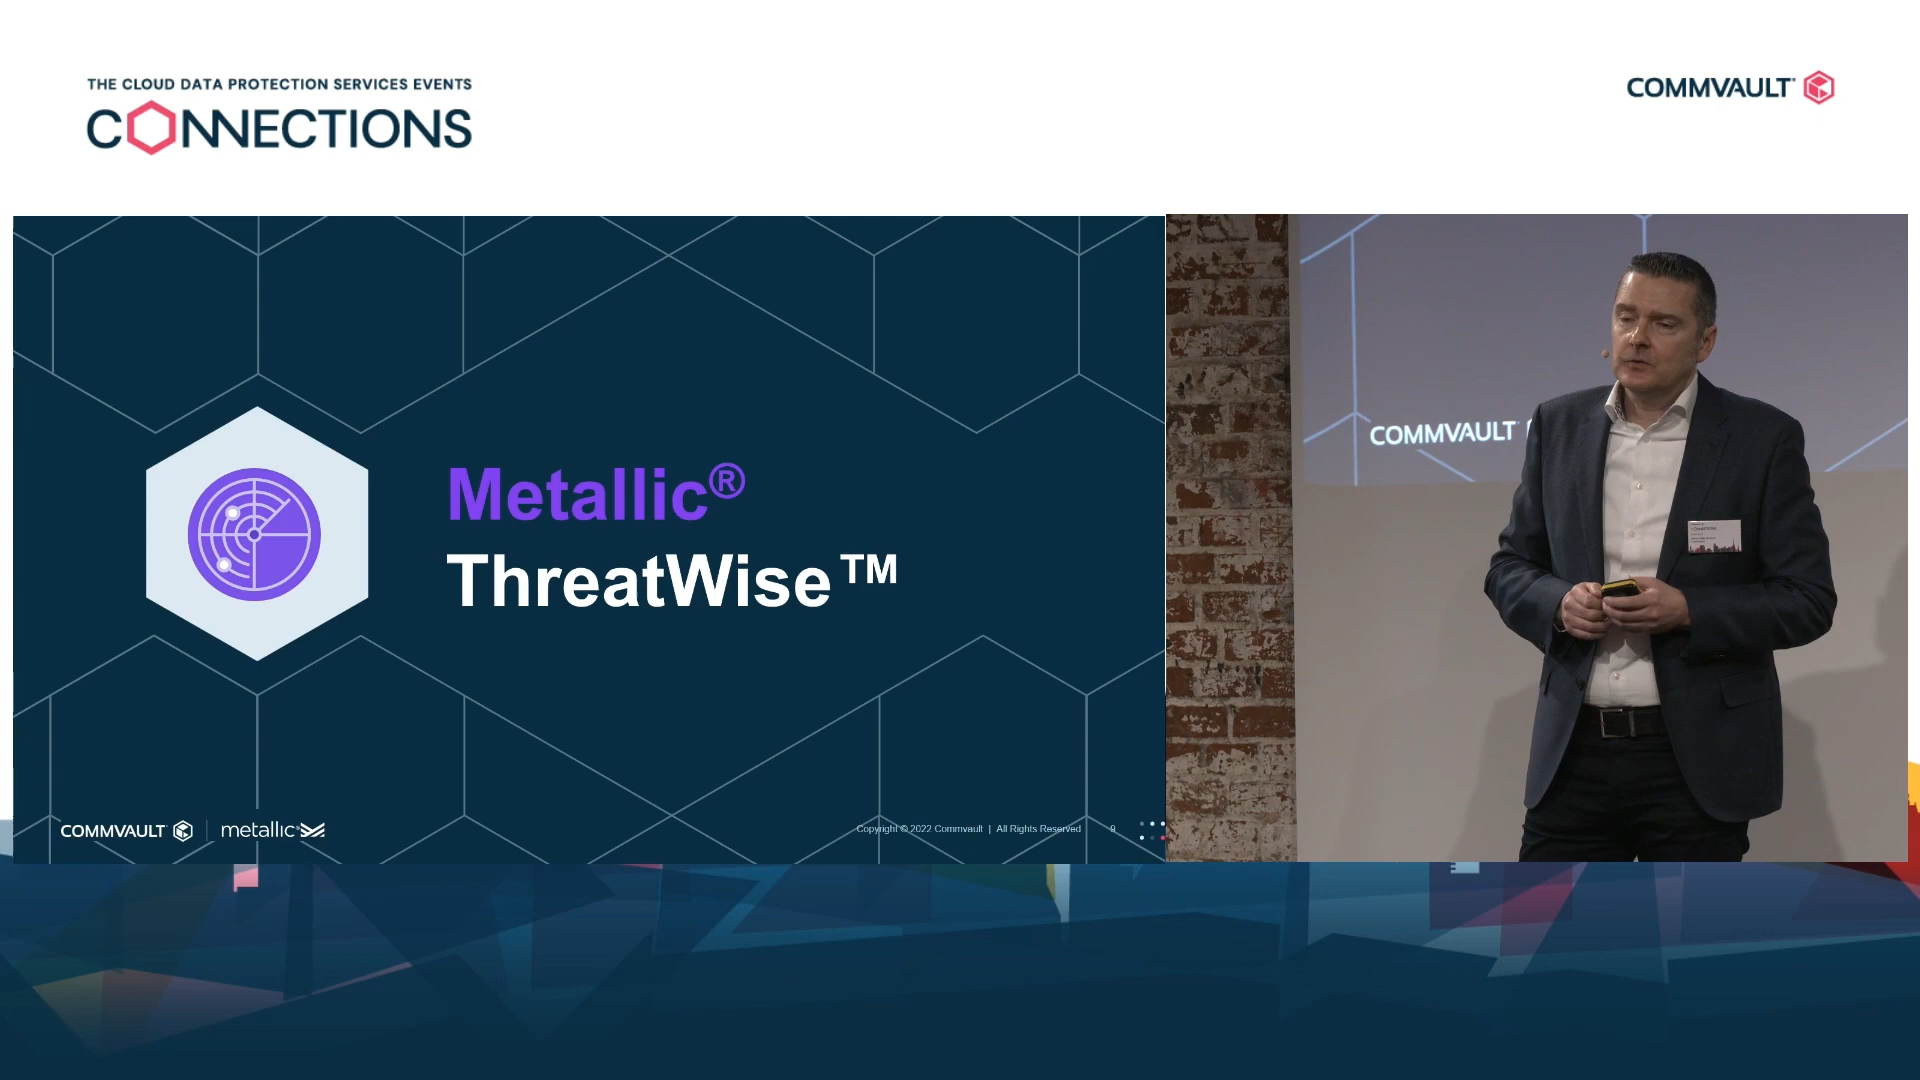 THE CLOUD DATA PROTECTION SERVICES EVENTS
CONNECTIONS
COMMVAULT
Metallic®
ThreatWise™
COMMVAULT
COMMVAULT | metallic
Copyright © 2022 Commvault | All Rights Reserved 9